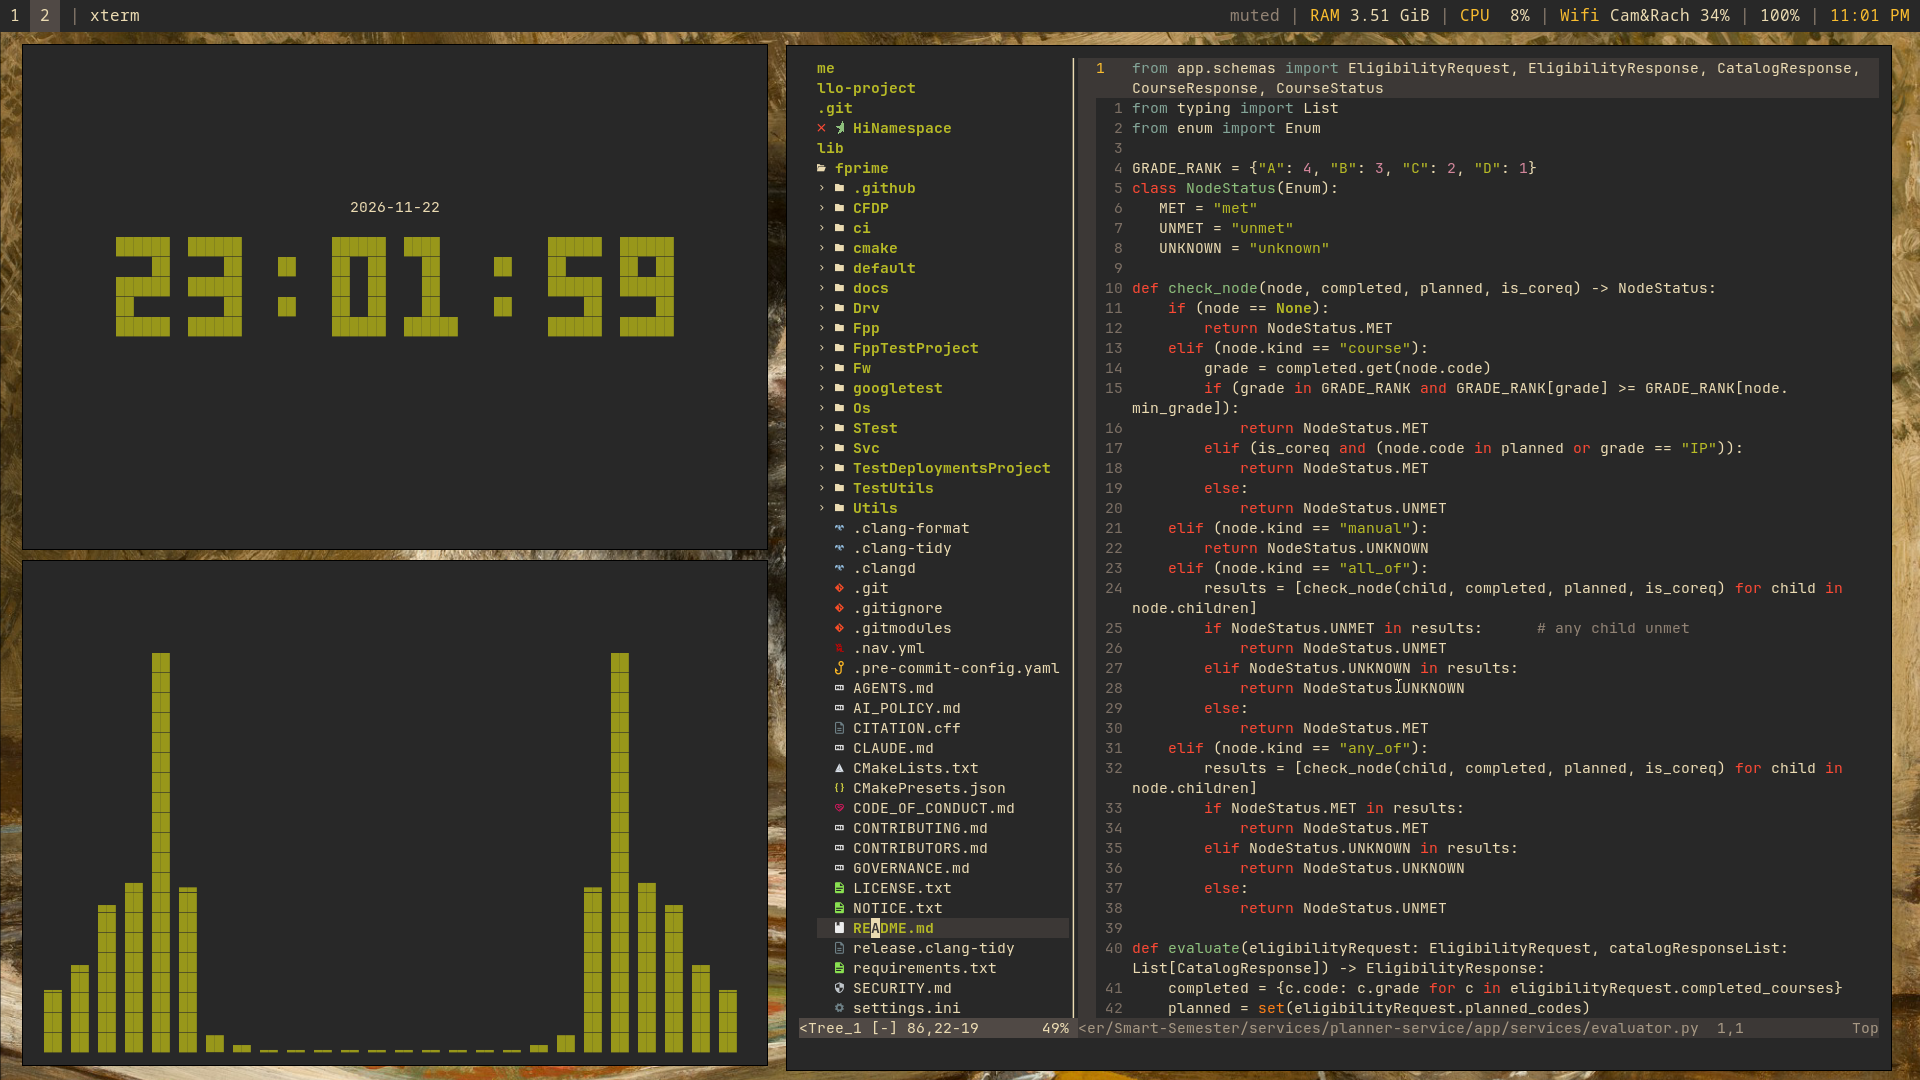 1 2 | xterm
muted | RAM 3.51 GiB | CPU 8% | Wifi Cam&Rach 34% | 100% | 11:01 PM
2026-11-22
23:01:59
me
llo-project
.git
HiNamespace
lib
fprime
.github
CFDP
ci
cmake
default
docs
Drv
Fpp
FppTestProject
Fw
googletest
Os
STest
Svc
TestDeploymentsProject
TestUtils
Utils
.clang-format
.clang-tidy
.clangd
.git
.gitignore
.gitmodules
.nav.yml
.pre-commit-config.yaml
AGENTS.md
AI_POLICY.md
CITATION.cff
CLAUDE.md
CMakeLists.txt
CMakePresets.json
CODE_OF_CONDUCT.md
CONTRIBUTING.md
CONTRIBUTORS.md
GOVERNANCE.md
LICENSE.txt
NOTICE.txt
README.md
release.clang-tidy
requirements.txt
SECURITY.md
settings.ini
<Tree_1 [-] 86,22-19 49%
1 from app.schemas import EligibilityRequest, EligibilityResponse, CatalogResponse,
CourseResponse, CourseStatus
1 from typing import List
2 from enum import Enum
3
4 GRADE_RANK = {"A": 4, "B": 3, "C": 2, "D": 1}
5 class NodeStatus(Enum):
6 MET = "met"
7 UNMET = "unmet"
8 UNKNOWN = "unknown"
9
10 def check_node(node, completed, planned, is_coreq) -> NodeStatus:
11 if (node == None):
12 return NodeStatus.MET
13 elif (node.kind == "course"):
14 grade = completed.get(node.code)
15 if (grade in GRADE_RANK and GRADE_RANK[grade] >= GRADE_RANK[node.
min_grade]):
16 return NodeStatus.MET
17 elif (is_coreq and (node.code in planned or grade == "IP")):
18 return NodeStatus.MET
19 else:
20 return NodeStatus.UNMET
21 elif (node.kind == "manual"):
22 return NodeStatus.UNKNOWN
23 elif (node.kind == "all_of"):
24 results = [check_node(child, completed, planned, is_coreq) for child in
node.children]
25 if NodeStatus.UNMET in results: # any child unmet
26 return NodeStatus.UNMET
27 elif NodeStatus.UNKNOWN in results:
28 return NodeStatus.UNKNOWN
29 else:
30 return NodeStatus.MET
31 elif (node.kind == "any_of"):
32 results = [check_node(child, completed, planned, is_coreq) for child in
node.children]
33 if NodeStatus.MET in results:
34 return NodeStatus.MET
35 elif NodeStatus.UNKNOWN in results:
36 return NodeStatus.UNKNOWN
37 else:
38 return NodeStatus.UNMET
39
40 def evaluate(eligibilityRequest: EligibilityRequest, catalogResponseList:
List[CatalogResponse]) -> EligibilityResponse:
41 completed = {c.code: c.grade for c in eligibilityRequest.completed_courses}
42 planned = set(eligibilityRequest.planned_codes)
<er/Smart-Semester/services/planner-service/app/services/evaluator.py 1,1 Top